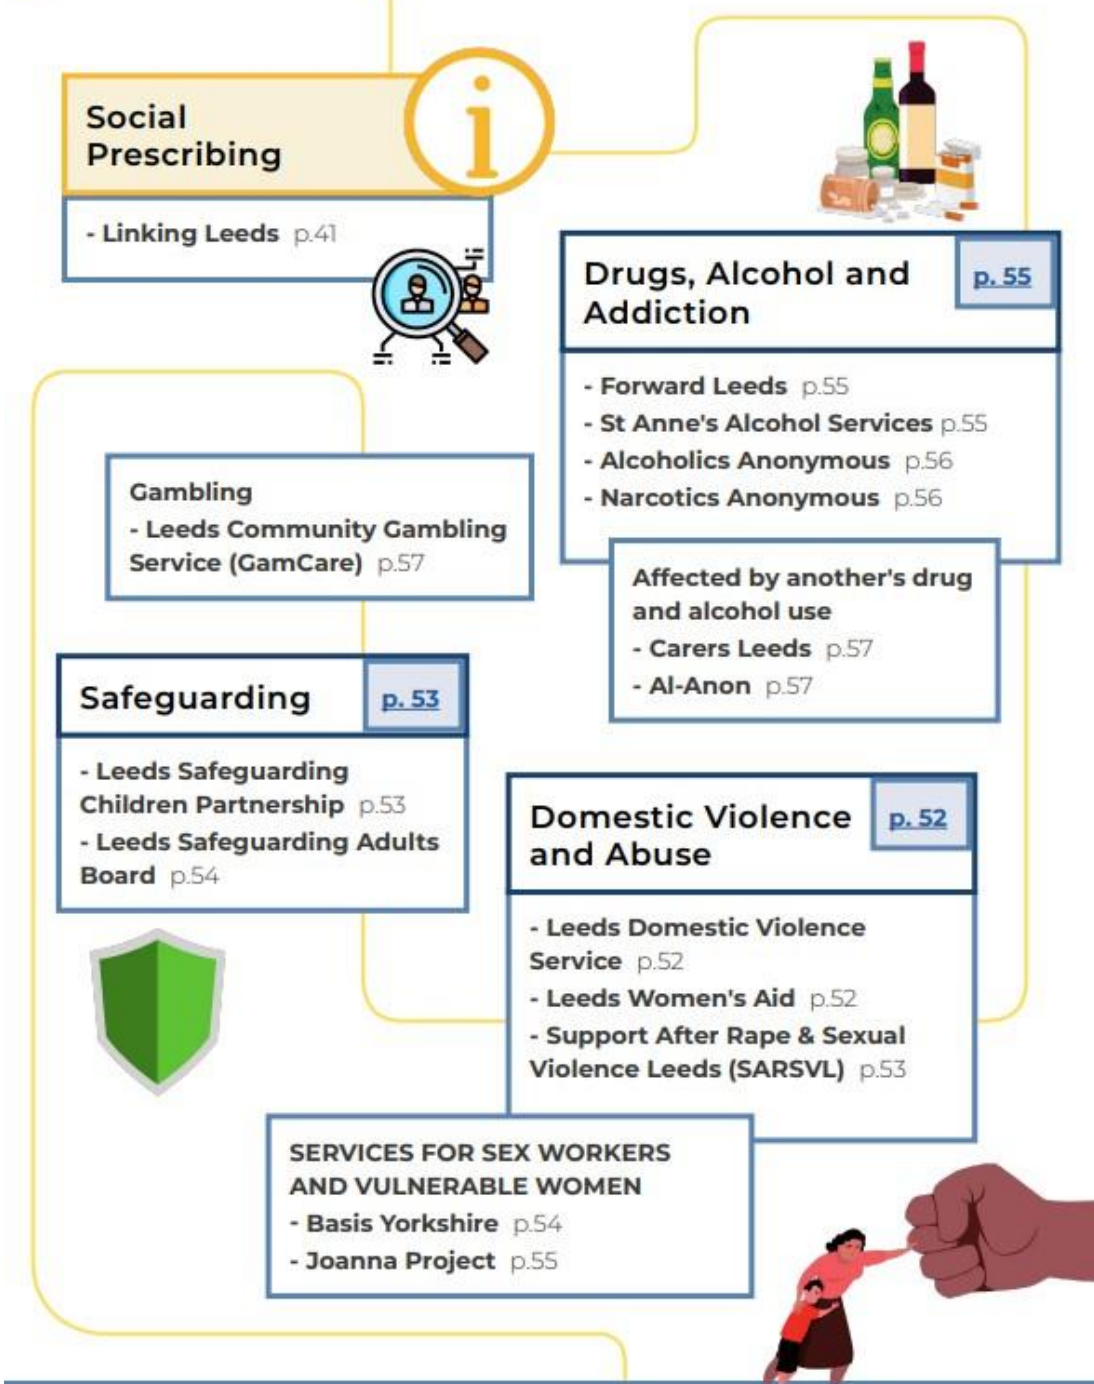 Social
Prescribing
i
- Linking Leeds p.41
Drugs, Alcohol and
Addiction
p. 55
- Forward Leeds p.55
- St Anne's Alcohol Services p.55
- Alcoholics Anonymous p.56
- Narcotics Anonymous p.56
Affected by another's drug
and alcohol use
- Carers Leeds p.57
- Al-Anon p.57
Gambling
- Leeds Community Gambling
Service (GamCare) p.57
Safeguarding
p. 53
- Leeds Safeguarding
Children Partnership p.53
- Leeds Safeguarding Adults
Board p.54
Domestic Violence
and Abuse
p. 52
- Leeds Domestic Violence
Service p.52
- Leeds Women's Aid p.52
- Support After Rape & Sexual
Violence Leeds (SARSVL) p.53
SERVICES FOR SEX WORKERS
AND VULNERABLE WOMEN
- Basis Yorkshire p.54
- Joanna Project p.55